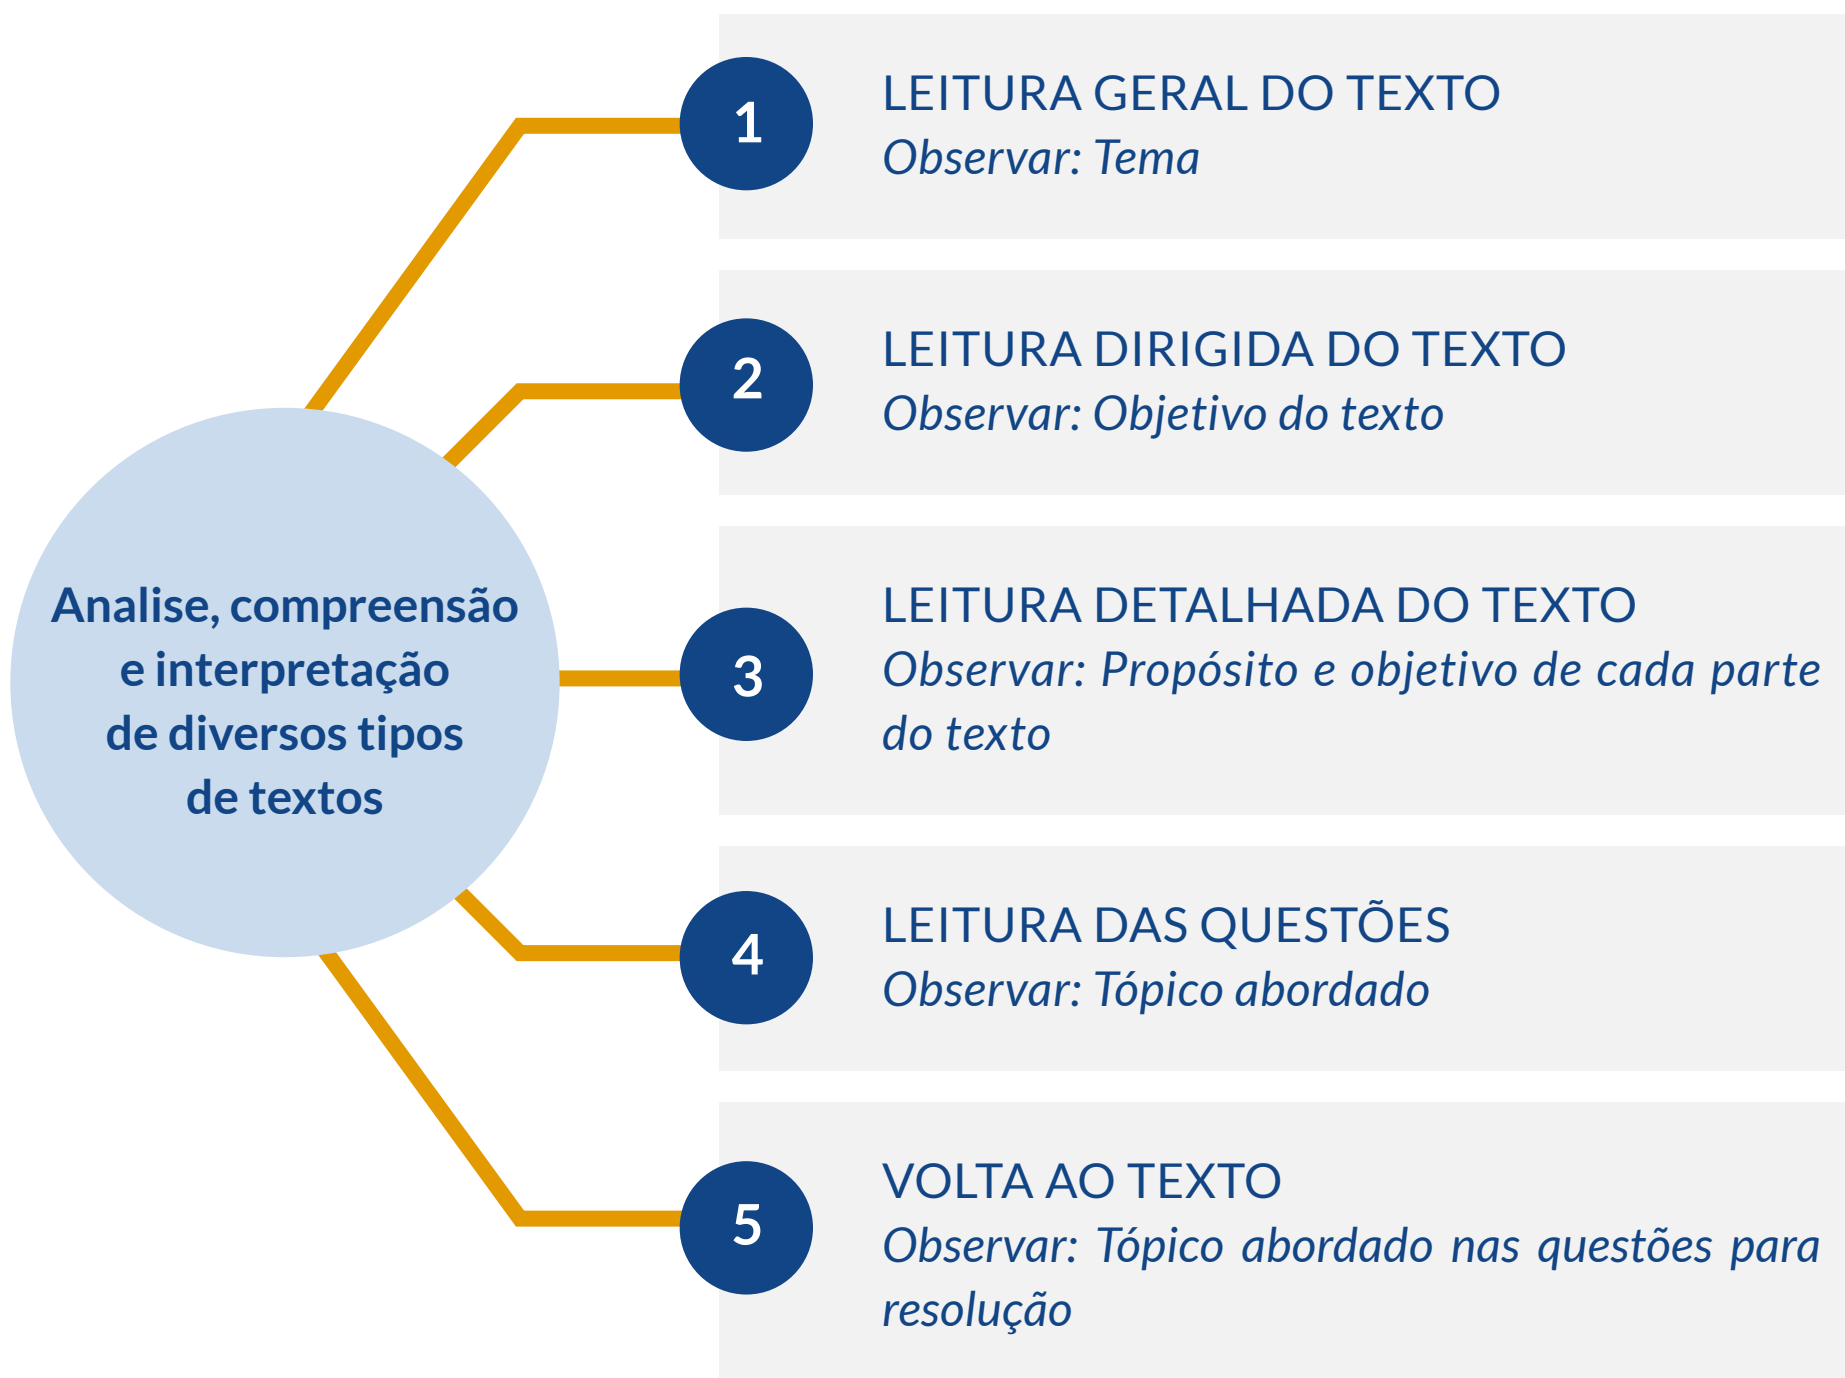 1
LEITURA GERAL DO TEXTO
Observar: Tema
2
LEITURA DIRIGIDA DO TEXTO
Observar: Objetivo do texto
Analise, compreensão
e interpretação
de diversos tipos
de textos
3
LEITURA DETALHADA DO TEXTO
Observar: Propósito e objetivo de cada parte
do texto
4
LEITURA DAS QUESTÕES
Observar: Tópico abordado
5
VOLTA AO TEXTO
Observar: Tópico abordado nas questões para
resolução